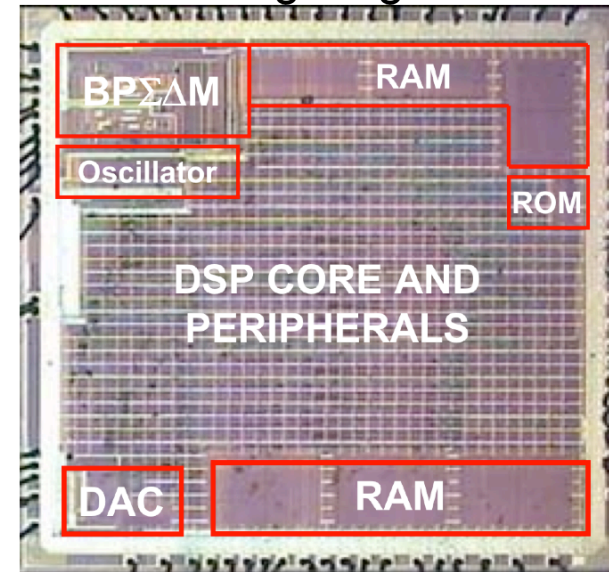 BPΣΔM
RAM
Oscillator
ROM
DSP CORE AND
PERIPHERALS
DAC
RAM